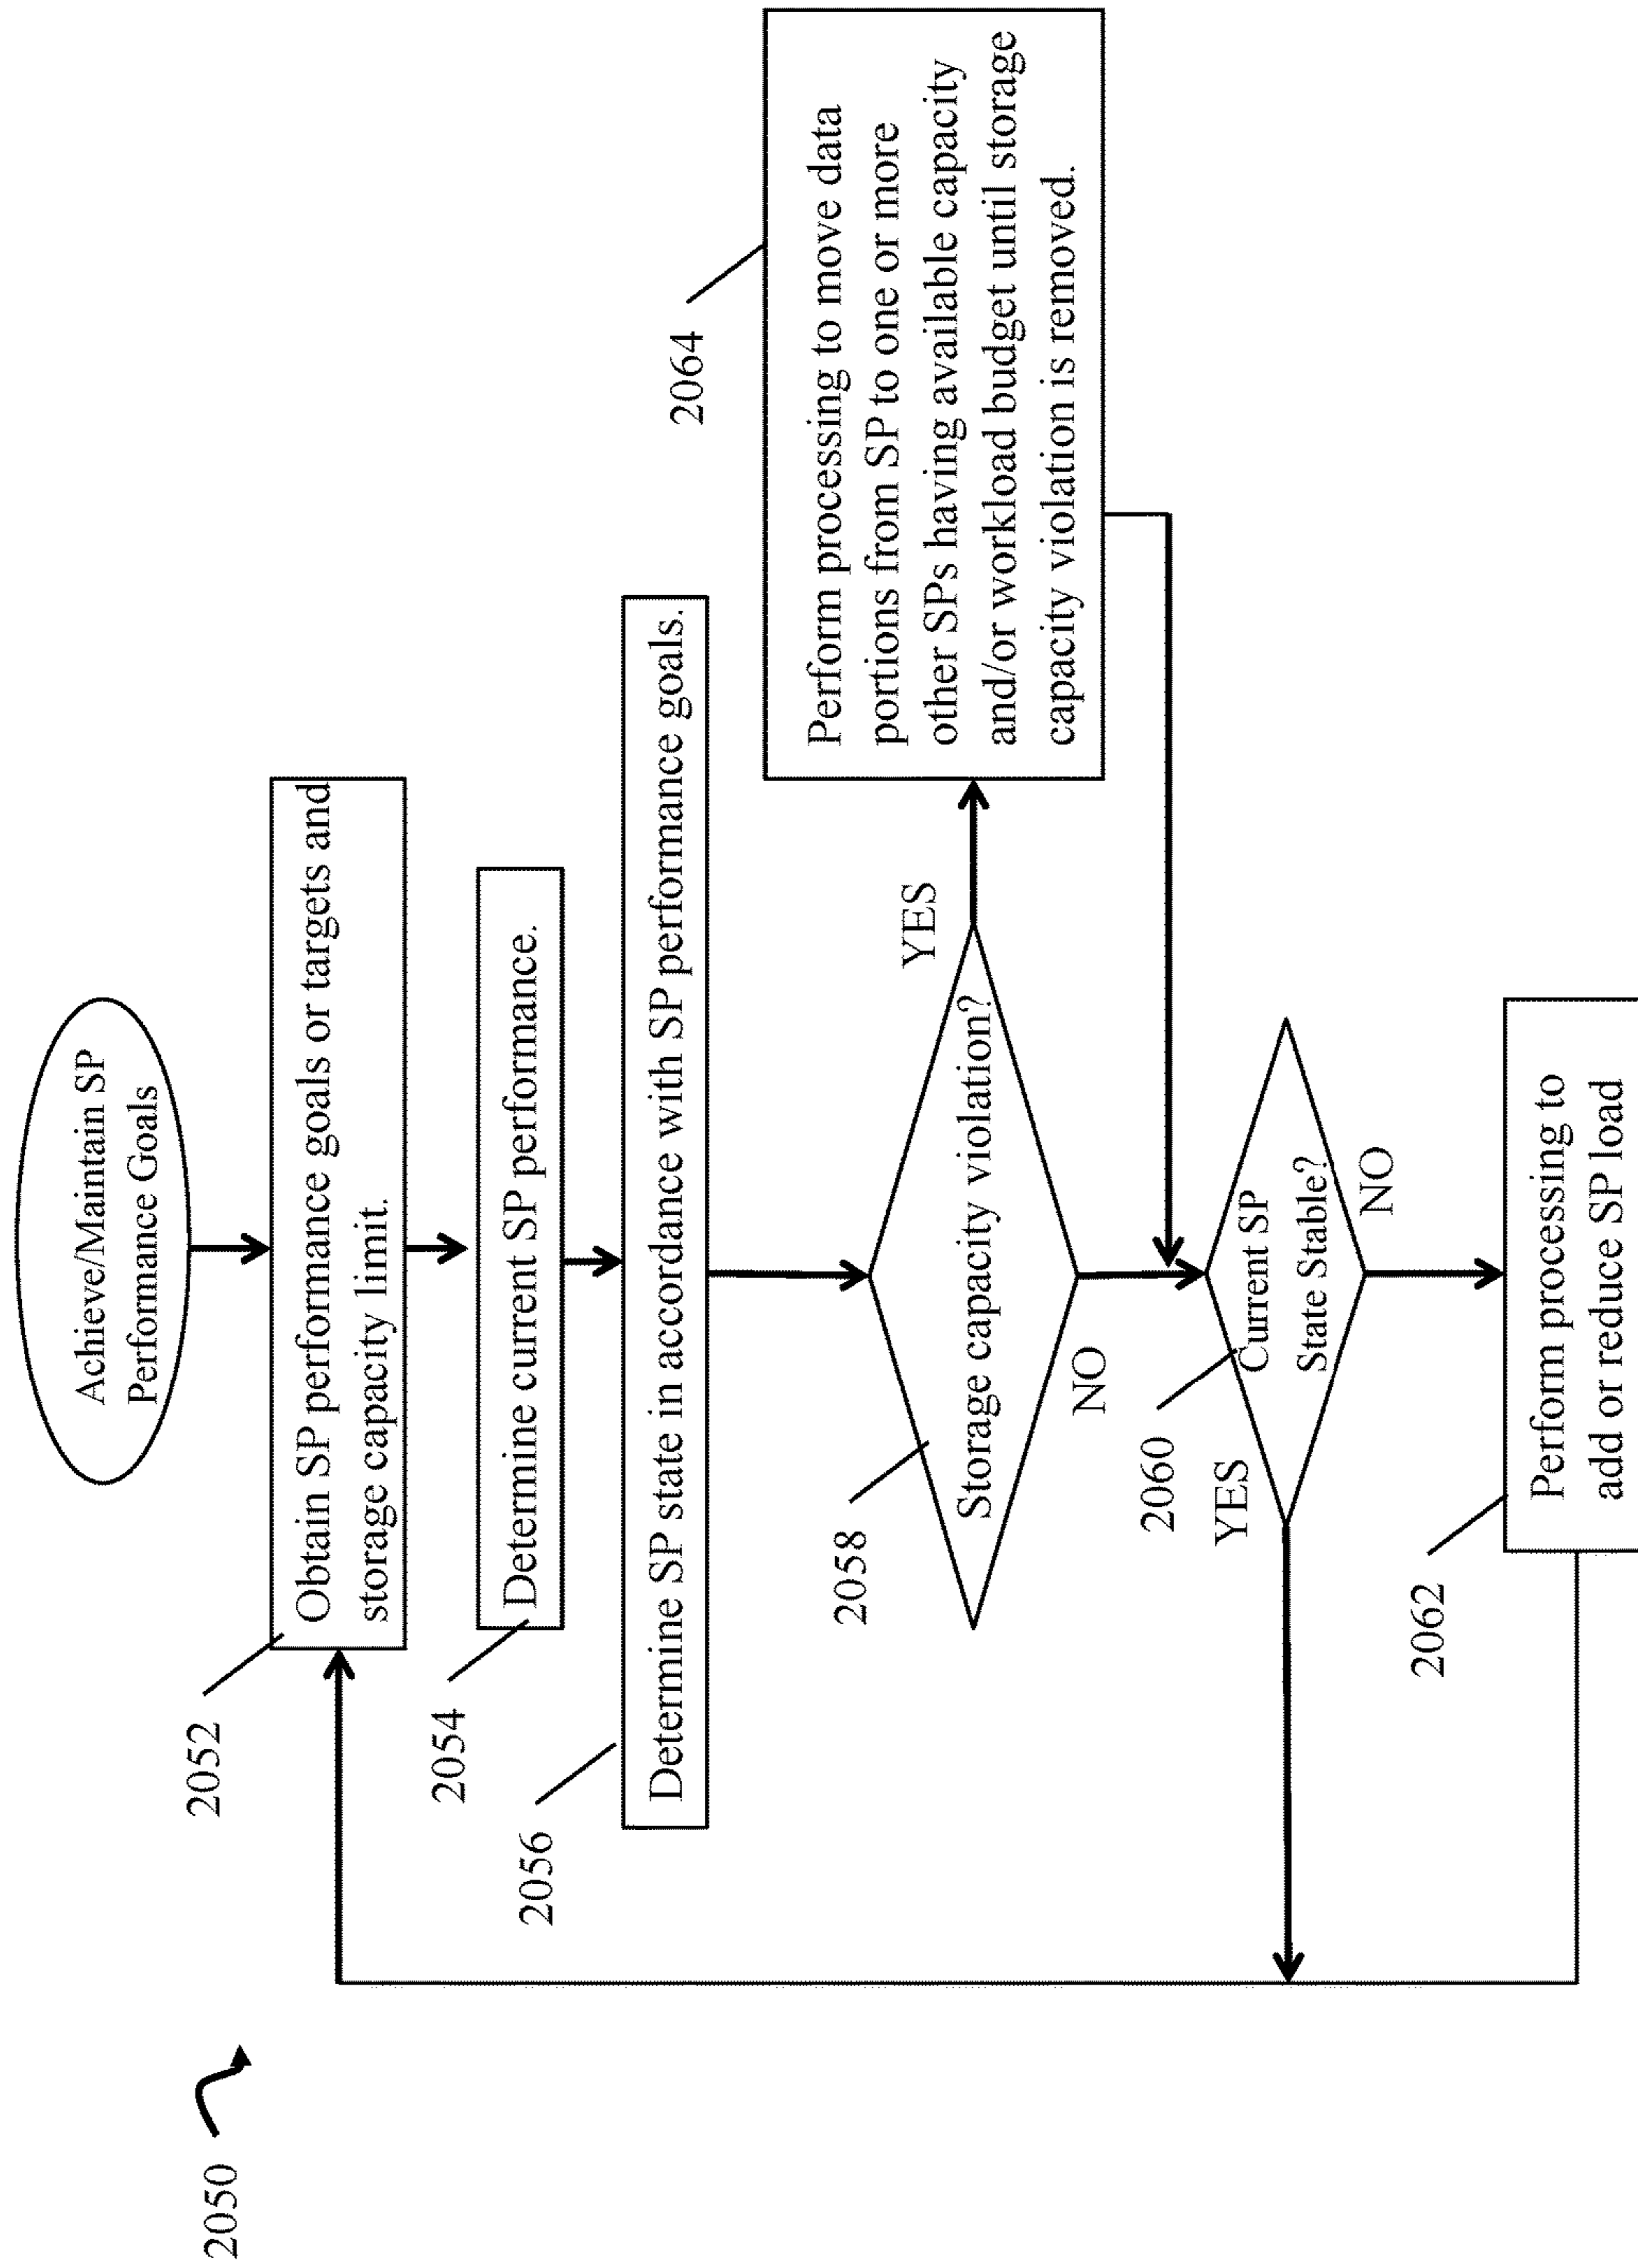 2050
Achieve/Maintain SP
Performance Goals
2052
Obtain SP performance goals or targets and
storage capacity limit.
2054
Determine current SP performance.
2056
Determine SP state in accordance with SP performance goals.
2058
Storage capacity violation?
YES
NO
2064
Perform processing to move data
portions from SP to one or more
other SPs having available capacity
and/or workload budget until storage
capacity violation is removed.
2060
Current SP
State Stable?
YES
NO
2062
Perform processing to
add or reduce SP load